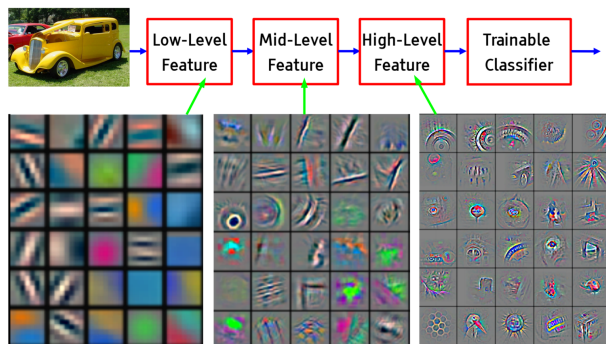 Low-Level
Feature
Mid-Level
Feature
High-Level
Feature
Trainable
Classifier